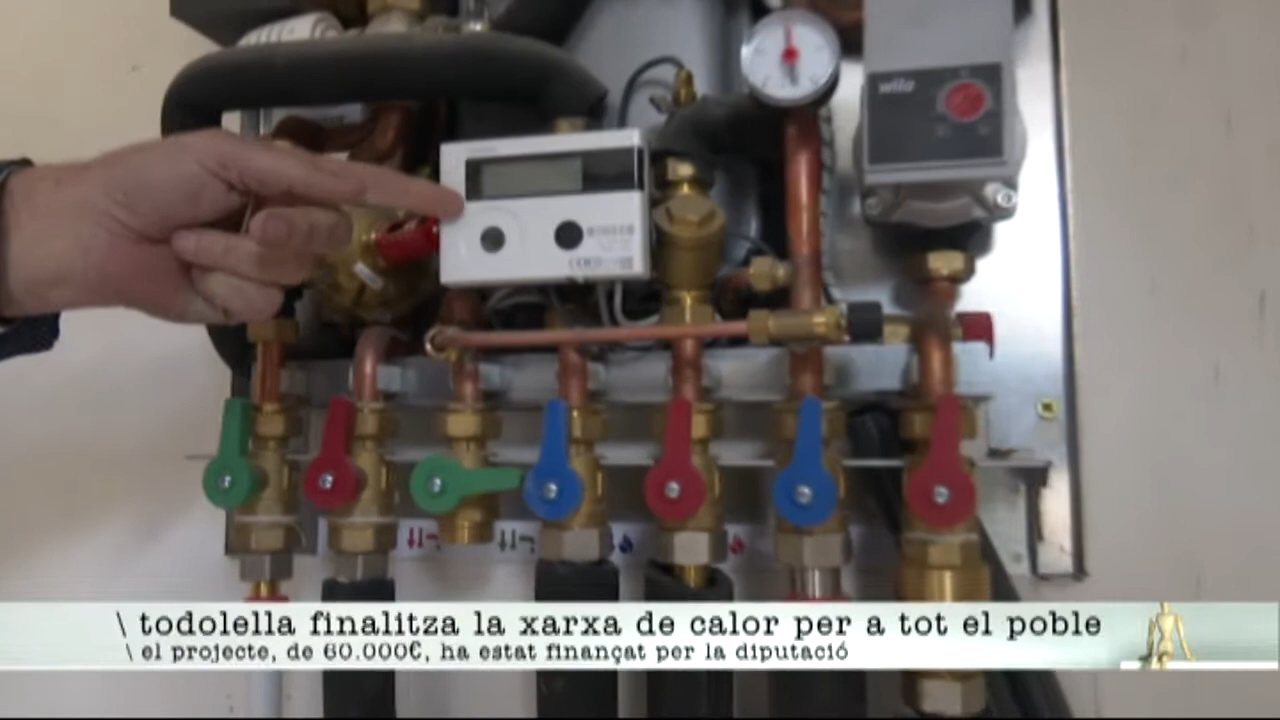 wilo
\ todolella finalitza la xarxa de calor per a tot el poble
\ el projecte, de 60.000€, ha estat finançat per la diputació